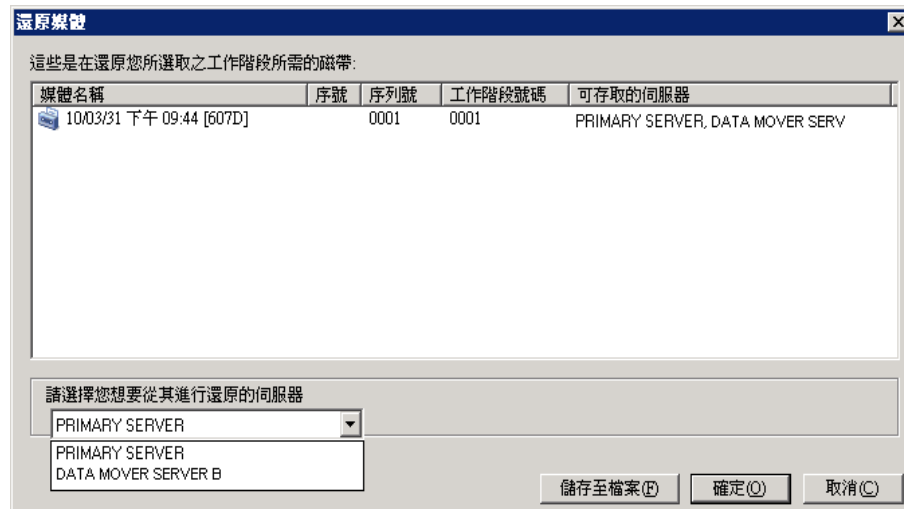 還原媒體
這些是在還原您所選取之工作階段所需的磁帶:
媒體名稱 序號 序列號 工作階段號碼 可存取的伺服器
10/03/31 下午 09:44 [607D] 0001 0001 PRIMARY SERVER, DATA MOVER SERV
請選擇您想要從其進行還原的伺服器
PRIMARY SERVER
PRIMARY SERVER
DATA MOVER SERVER B
儲存至檔案(F) 確定(O) 取消(C)